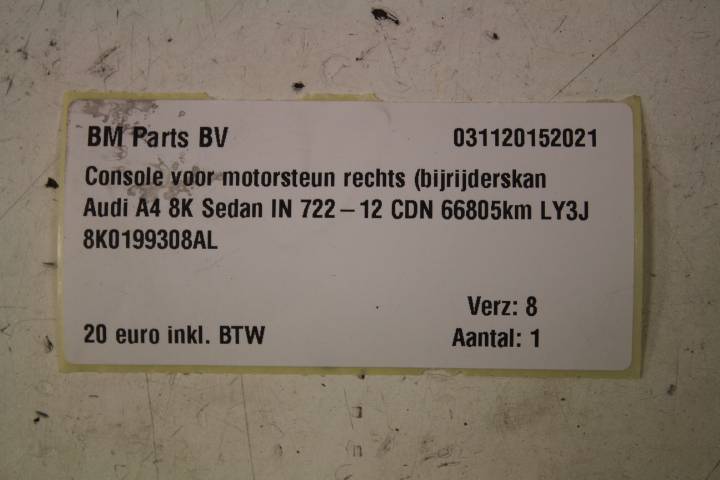 BM Parts BV 031120152021
Console voor motorsteun rechts (bijrijderskan
Audi A4 8K Sedan IN 722-12 CDN 66805km LY3J
8K0199308AL
Verz: 8
20 euro inkl. BTW Aantal: 1